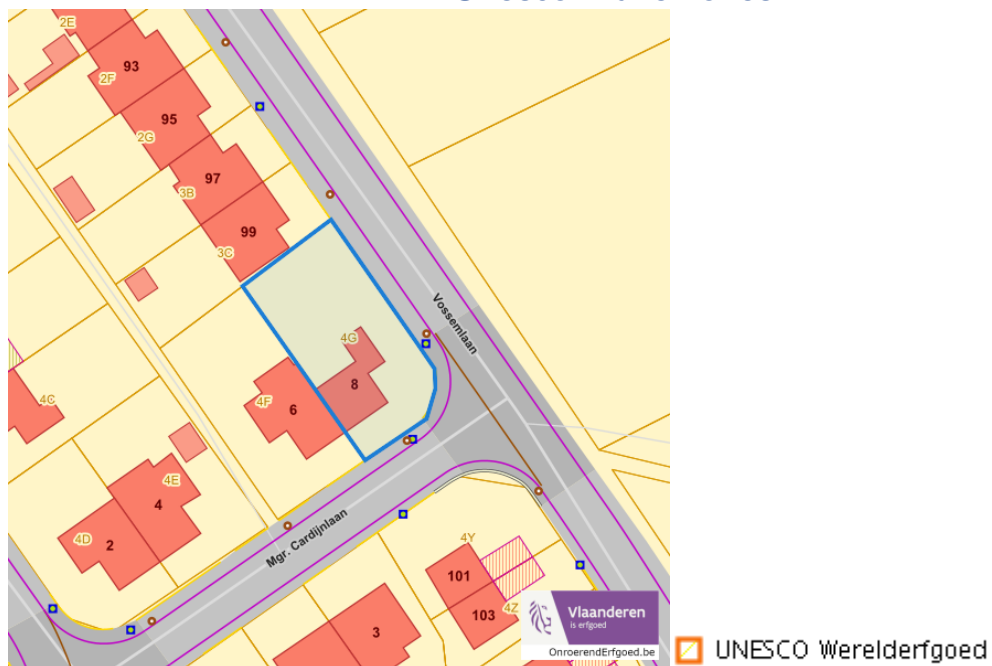 2E
93
2F
95
2G
97
3B
99
3C
Vossemlaan
4G
8
4F
6
4C
4E
4
4D
2
Mgr. Cardijnlaan
4Y
101
103
4Z
3
Vlaanderen
is erfgoed
OnroerendErfgoed.be
UNESCO Werelderfgoed